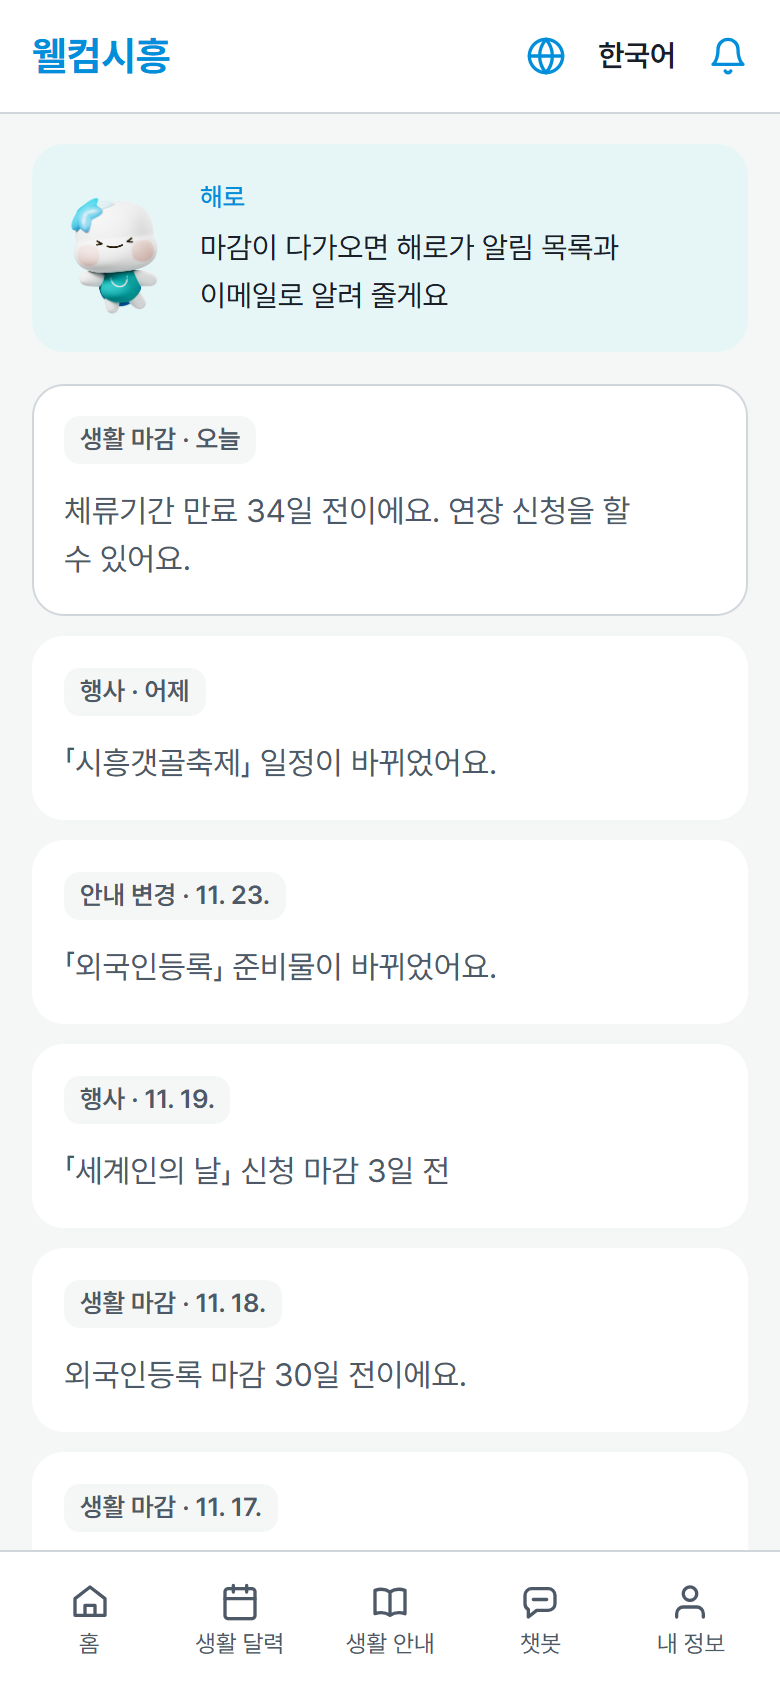 웰컴시흥
한국어
해로
마감이 다가오면 해로가 알림 목록과
이메일로 알려 줄게요
생활 마감 · 오늘
체류기간 만료 34일 전이에요. 연장 신청을 할
수 있어요.
행사 · 어제
「시흥갯골축제」 일정이 바뀌었어요.
안내 변경 · 11. 23.
「외국인등록」 준비물이 바뀌었어요.
행사 · 11. 19.
「세계인의 날」 신청 마감 3일 전
생활 마감 · 11. 18.
외국인등록 마감 30일 전이에요.
생활 마감 · 11. 17.
홈
생활 달력
생활 안내
챗봇
내 정보